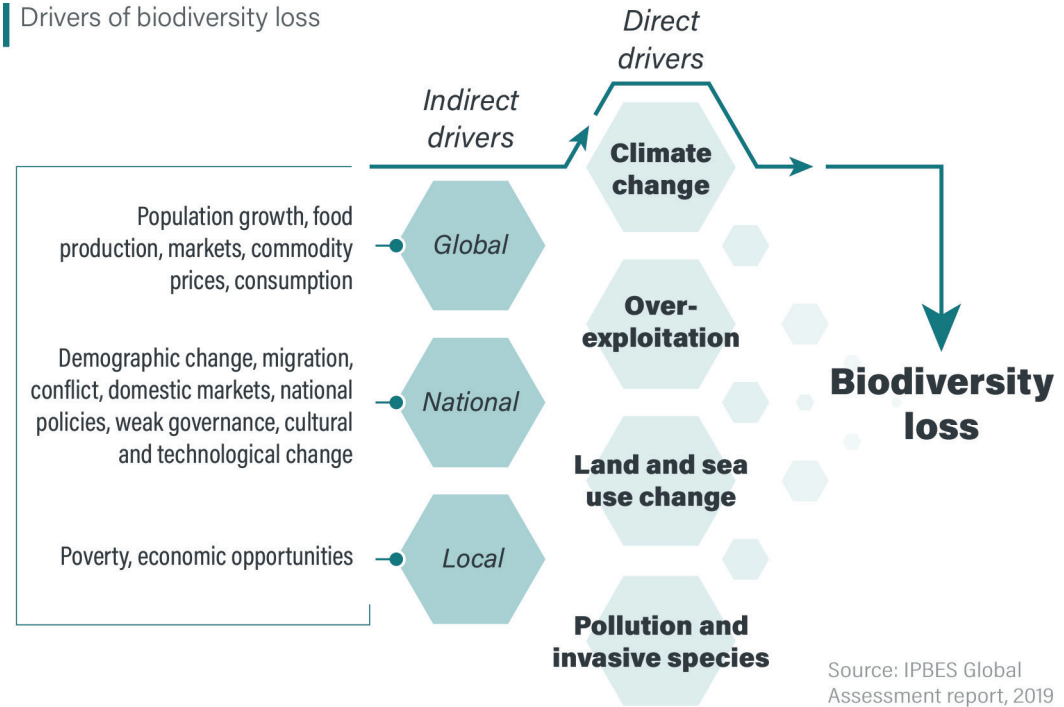 Drivers of biodiversity loss
Indirect
drivers
Direct
drivers
Population growth, food
production, markets, commodity
prices, consumption
Global
Demographic change, migration,
conflict, domestic markets, national
policies, weak governance, cultural
and technological change
National
Poverty, economic opportunities
Local
Climate
change
Over-
exploitation
Land and sea
use change
Pollution and
invasive species
Biodiversity
loss
Source: IPBES Global
Assessment report, 2019